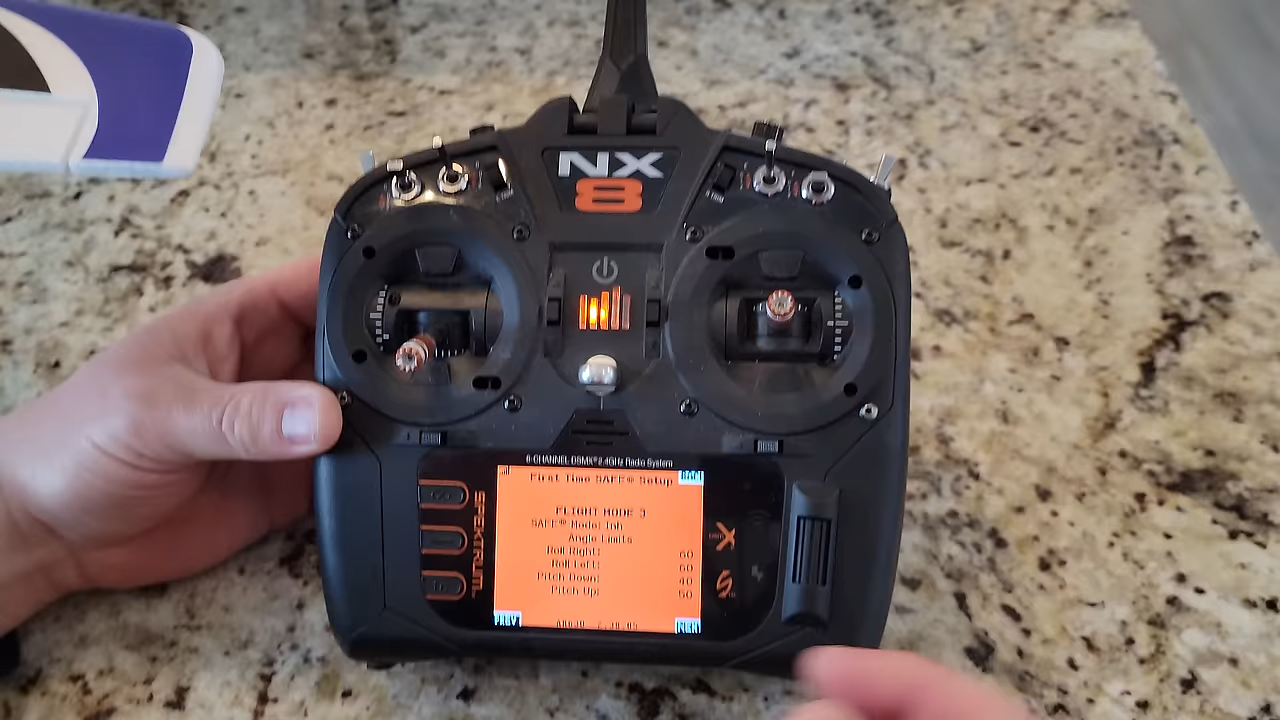 NX
8
8-CHANNEL DSMX® 2.4GHz Radio System
First Time SAFE® Setup
FLIGHT MODE 3
SAFE® Mode: Inh
Angle Limits
Roll Right: 60
Roll Left: 60
Pitch Down: 40
Pitch Up: 50
PREV
NEXT
SPEKTRUM